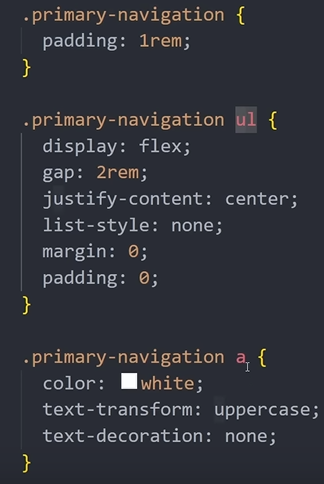 .primary-navigation {
padding: 1rem;
}
.primary-navigation ul {
display: flex;
gap: 2rem;
justify-content: center;
list-style: none;
margin: 0;
padding: 0;
}
.primary-navigation a {
color: white;
text-transform: uppercase;
text-decoration: none;
}